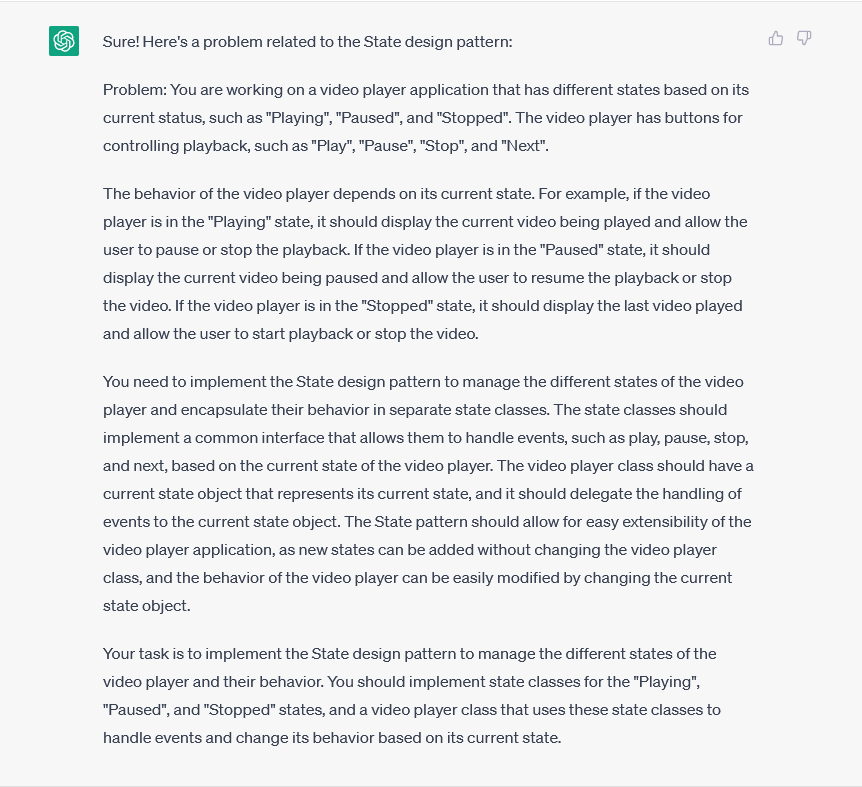 Sure! Here's a problem related to the State design pattern:
Problem: You are working on a video player application that has different states based on its
current status, such as "Playing", "Paused", and "Stopped". The video player has buttons for
controlling playback, such as "Play", "Pause", "Stop", and "Next".
The behavior of the video player depends on its current state. For example, if the video
player is in the "Playing" state, it should display the current video being played and allow the
user to pause or stop the playback. If the video player is in the "Paused" state, it should
display the current video being paused and allow the user to resume the playback or stop
the video. If the video player is in the "Stopped" state, it should display the last video played
and allow the user to start playback or stop the video.
You need to implement the State design pattern to manage the different states of the video
player and encapsulate their behavior in separate state classes. The state classes should
implement a common interface that allows them to handle events, such as play, pause, stop,
and next, based on the current state of the video player. The video player class should have a
current state object that represents its current state, and it should delegate the handling of
events to the current state object. The State pattern should allow for easy extensibility of the
video player application, as new states can be added without changing the video player
class, and the behavior of the video player can be easily modified by changing the current
state object.
Your task is to implement the State design pattern to manage the different states of the
video player and their behavior. You should implement state classes for the "Playing",
"Paused", and "Stopped" states, and a video player class that uses these state classes to
handle events and change its behavior based on its current state.